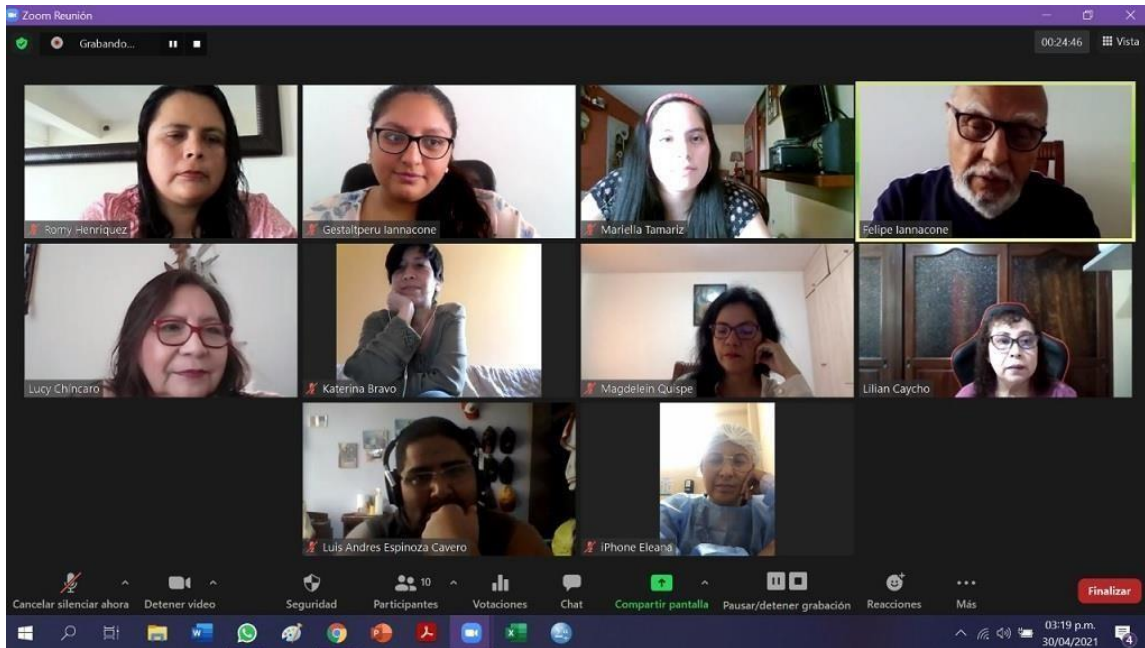 Zoom Reunión
Grabando...
00:24:46
Vista
Romy Henriquez
Gestaltperu Iannacone
Mariella Tamariz
Felipe Iannacone
Lucy Chíncaro
Katerina Bravo
Magdelein Quispe
Lilian Caycho
Luis Andres Espinoza Cavero
iPhone Eleana
Cancelar silenciar ahora
Detener video
Seguridad
10
Participantes
Votaciones
Chat
Compartir pantalla
Pausar/detener grabación
Reacciones
Más
Finalizar
03:19 p.m.
30/04/2021
4